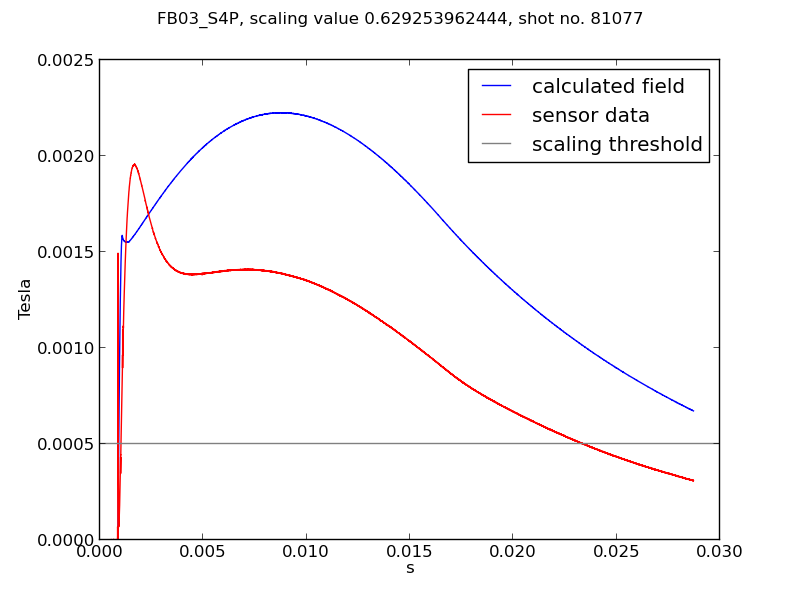 FB03_S4P, scaling value 0.629253962444, shot no. 81077
calculated field
sensor data
scaling threshold
Tesla
0.0025
0.0020
0.0015
0.0010
0.0005
0.0000
0.000 0.005 0.010 0.015 0.020 0.025 0.030
s